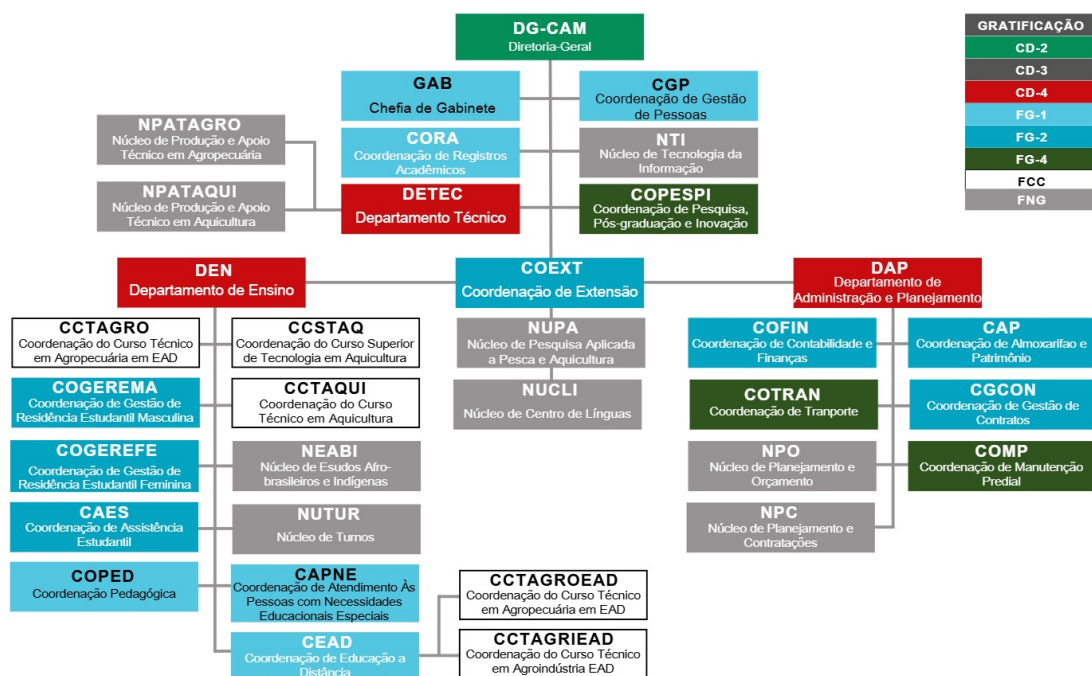 DG-CAM
Diretoria-Geral
GRATIFICAÇÃO
CD-2
CD-3
CD-4
FG-1
FG-2
FG-4
FCC
FNG
GAB
Chefia de Gabinete
CGP
Coordenação de Gestão
de Pessoas
NPATAGRO
Núcleo de Produção e Apoio
Técnico em Agropecuária
CORA
Coordenação de Registros
Acadêmicos
NTI
Núcleo de Tecnologia da
Informação
NPATAQUI
Núcleo de Produção e Apoio
Técnico em Aquicultura
DETEC
Departamento Técnico
COPESPI
Coordenação de Pesquisa,
Pós-graduação e Inovação
DEN
Departamento de Ensino
COEXT
Coordenação de Extensão
DAP
Departamento de
Administração e Planejamento
CCTAGRO
Coordenação do Curso Técnico
em Agropecuária em EAD
CCSTAQ
Coordenação do Curso Superior
de Tecnologia em Aquicultura
NUPA
Núcleo de Pesquisa Aplicada
a Pesca e Aquicultura
COFIN
Coordenação de Contabilidade e
Finanças
CAP
Coordenação de Almoxarifao e
Patrimônio
COGEREMA
Coordenação de Gestão de
Residência Estudantil Masculina
CCTAQUI
Coordenação do Curso
Técnico em Aquicultura
NUCLI
Núcleo de Centro de Línguas
COTRAN
Coordenação de Tranporte
CGCON
Coordenação de Gestão de
Contratos
COGEREFE
Coordenação de Gestão de
Residência Estudantil Feminina
NEABI
Núcleo de Esudos Afro-
brasileiros e Indígenas
NPO
Núcleo de Planejamento e
Orçamento
COMP
Coordenação de Manutenção
Predial
CAES
Coordenação de Assistência
Estudantil
NUTUR
Núcleo de Turnos
NPC
Núcleo de Planejamento e
Contratações
COPED
Coordenação Pedagógica
CAPNE
Coordenação de Atendimento Às
Pessoas com Necessidades
Educacionais Especiais
CCTAGROEAD
Coordenação do Curso Técnico
em Agropecuária em EAD
CEAD
Coordenação de Educação a
Distância
CCTAGRIEAD
Coordenação do Curso Técnico
em Agroindústria EAD